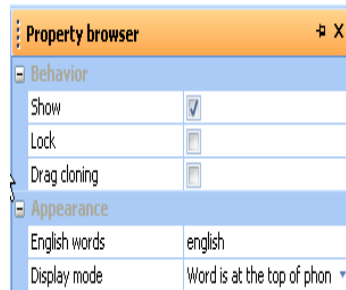 Property browser
Behavior
Show
Lock
Drag cloning
Appearance
English words english
Display mode Word is at the top of phon